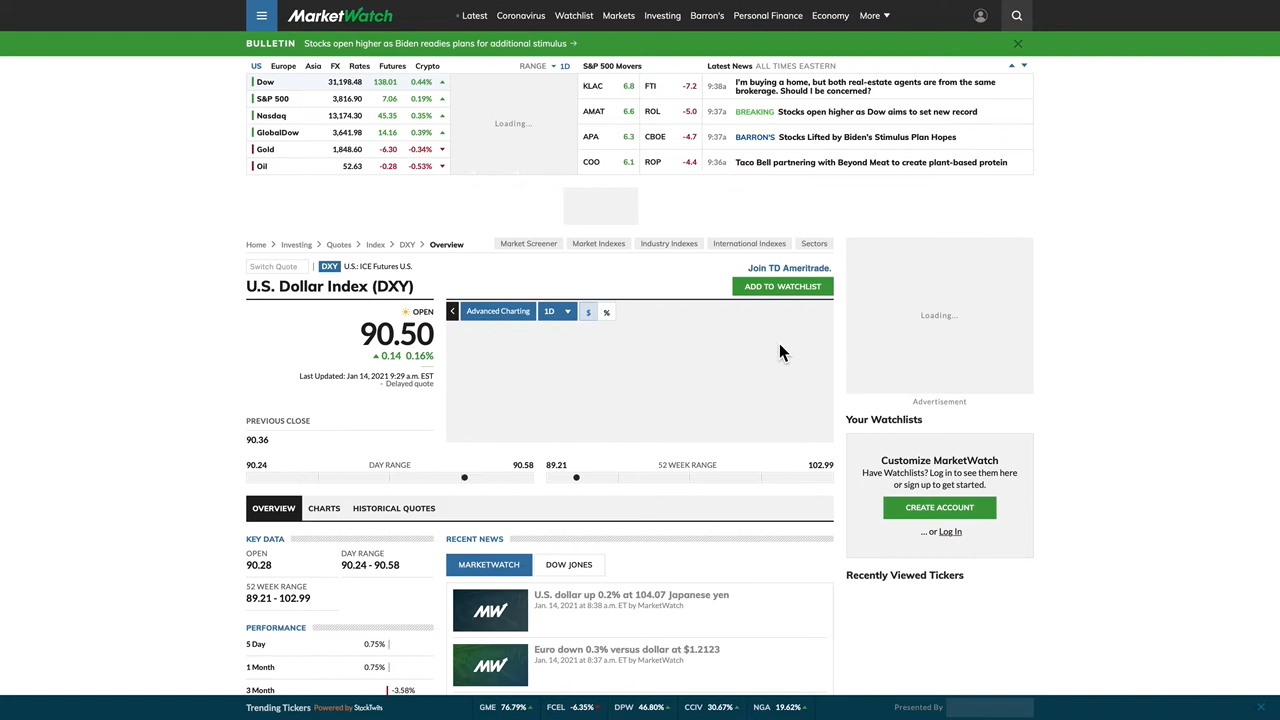 MarketWatch
Latest Coronavirus Watchlist Markets Investing Barron's Personal Finance Economy More
BULLETIN Stocks open higher as Biden readies plans for additional stimulus →
US Europe Asia FX Rates Futures Crypto RANGE 1D S&P 500 Movers Latest News ALL TIMES EASTERN
Dow 31,198.48 138.01 0.44%
S&P 500 3,816.90 7.06 0.19%
Nasdaq 13,174.30 45.35 0.35%
GlobalDow 3,641.98 14.16 0.39%
Gold 1,848.60 -6.30 -0.34%
Oil 52.63 -0.28 -0.53%
Loading...
KLAC 6.8 FTI -7.2
AMAT 6.6 ROL -5.0
APA 6.3 CBOE -4.7
COO 6.1 ROP -4.4
9:38a I'm buying a home, but both real-estate agents are from the same
brokerage. Should I be concerned?
9:37a BREAKING Stocks open higher as Dow aims to set new record
9:37a BARRON'S Stocks Lifted by Biden's Stimulus Plan Hopes
9:36a Taco Bell partnering with Beyond Meat to create plant-based protein
Home > Investing > Quotes > Index > DXY > Overview
Market Screener Market Indexes Industry Indexes International Indexes Sectors
Switch Quote | DXY U.S.: ICE Futures U.S.
Join TD Ameritrade.
U.S. Dollar Index (DXY)
ADD TO WATCHLIST
OPEN
90.50
0.14 0.16%
Last Updated: Jan 14, 2021 9:29 a.m. EST
- Delayed quote
Advanced Charting 1D $ %
PREVIOUS CLOSE
90.36
90.24 DAY RANGE 90.58
89.21 52 WEEK RANGE 102.99
OVERVIEW CHARTS HISTORICAL QUOTES
KEY DATA
OPEN
90.28
DAY RANGE
90.24 - 90.58
52 WEEK RANGE
89.21 - 102.99
PERFORMANCE
5 Day 0.75%
1 Month 0.75%
3 Month -3.58%
RECENT NEWS
MARKETWATCH DOW JONES
MW
U.S. dollar up 0.2% at 104.07 Japanese yen
Jan. 14, 2021 at 8:38 a.m. ET by MarketWatch
MW
Euro down 0.3% versus dollar at $1.2123
Jan. 14, 2021 at 8:37 a.m. ET by MarketWatch
Loading...
Advertisement
Your Watchlists
Customize MarketWatch
Have Watchlists? Log in to see them here
or sign up to get started.
CREATE ACCOUNT
... or Log In
Recently Viewed Tickers
Trending Tickers Powered by StockTwits GME 76.79% FCEL -6.35% DPW 46.80% CCIV 30.67% NGA 19.62% Presented By